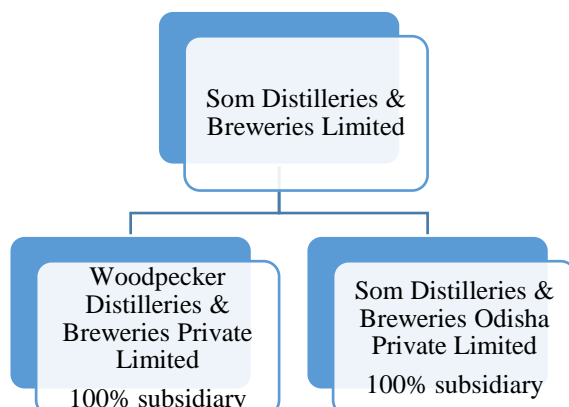 Som Distilleries &
Breweries Limited
Woodpecker
Distilleries &
Breweries Private
Limited
100% subsidiary
Som Distilleries &
Breweries Odisha
Private Limited
100% subsidiary